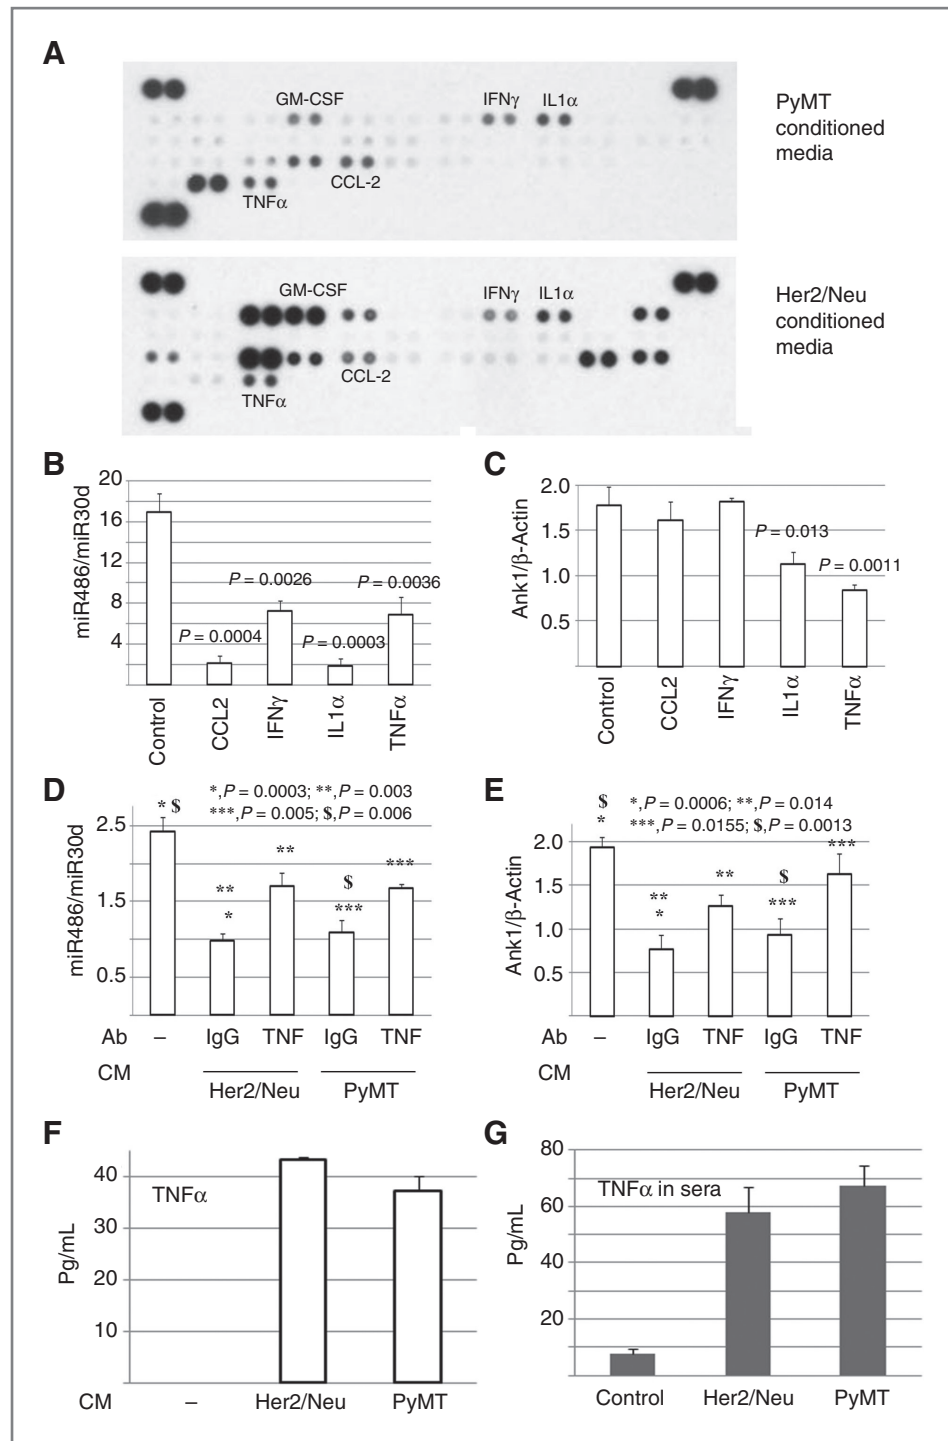 A
GM-CSF
IFNγ
IL1α
PyMT
conditioned
media
CCL-2
TNFα
GM-CSF
IFNγ
IL1α
Her2/Neu
conditioned
media
CCL-2
TNFα
B
miR486/miR30d
20
16
12
8
4
P = 0.0004
P = 0.0026
P = 0.0003
P = 0.0036
Control
CCL2
IFNγ
IL1α
TNFα
C
Ank1/β-Actin
2.0
1.5
1.0
0.5
P = 0.013
P = 0.0011
Control
CCL2
IFNγ
IL1α
TNFα
D
*,P = 0.0003; **,P = 0.003
***,P = 0.005; $,P = 0.006
miR486/miR30d
2.5
1.5
0.5
* $
**
*
**
$
***
***
Ab – IgG TNF IgG TNF
CM
Her2/Neu PyMT
E
*,P = 0.0006; **,P = 0.014
***,P = 0.0155; $,P = 0.0013
Ank1/β-Actin
2.0
1.5
1.0
0.5
$
*
**
*
**
$
***
***
Ab – IgG TNF IgG TNF
CM
Her2/Neu PyMT
F
TNFα
Pg/mL
40
30
20
10
CM – Her2/Neu PyMT
G
TNFα in sera
Pg/mL
80
60
40
20
Control Her2/Neu PyMT